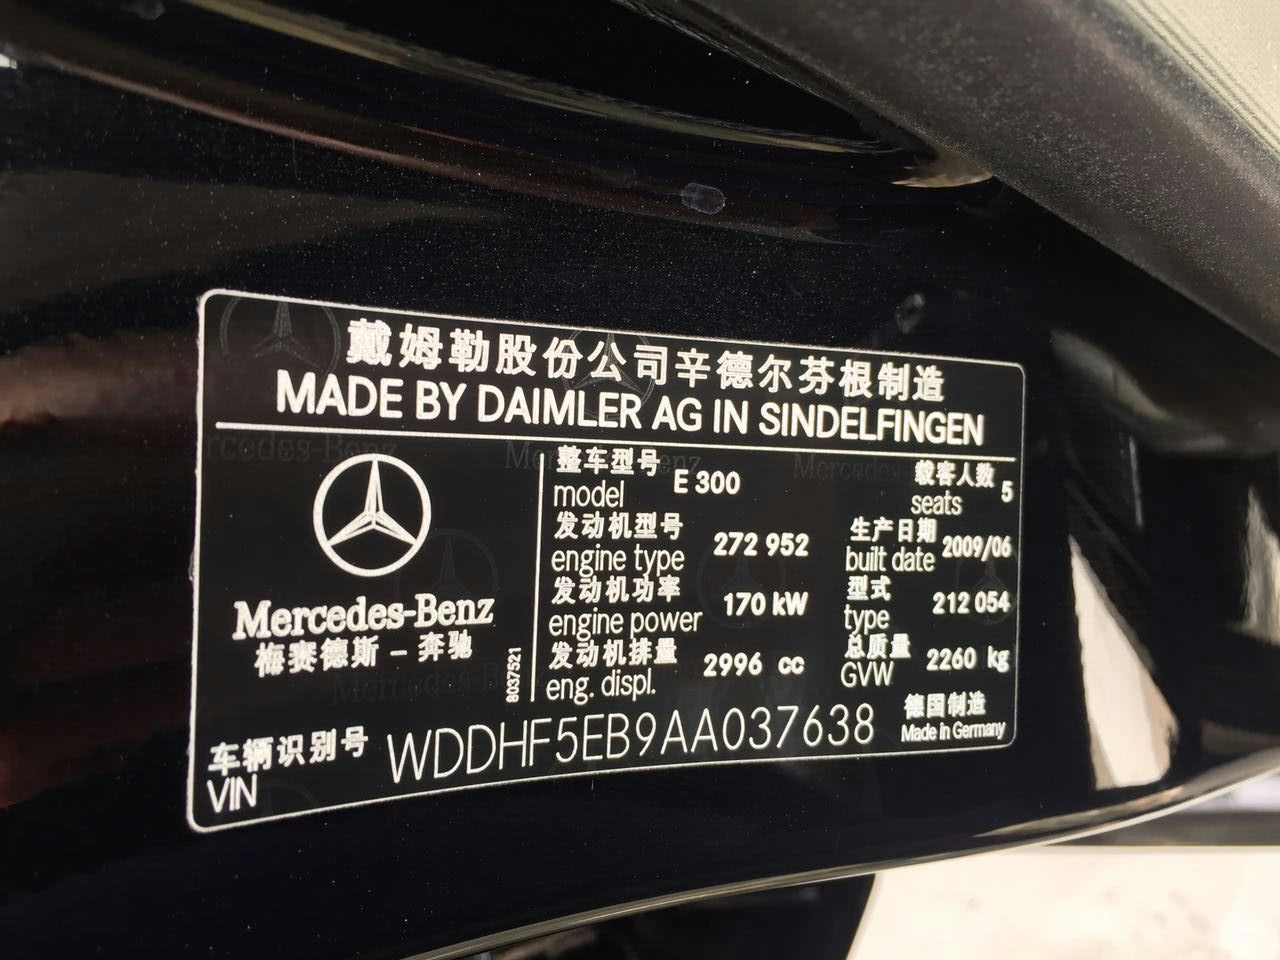 戴姆勒股份公司辛德尔芬根制造
MADE BY DAIMLER AG IN SINDELFINGEN
Mercedes-Benz
梅赛德斯－奔驰
8037521
整车型号
model E 300
发动机型号
engine type 272 952
发动机功率
engine power 170 kW
发动机排量
eng. displ. 2996 cc
载客人数
seats 5
生产日期
built date 2009/06
型式
type 212 054
总质量
GVW 2260 kg
车辆识别号
VIN WDDHF5EB9AA037638
德国制造
Made in Germany